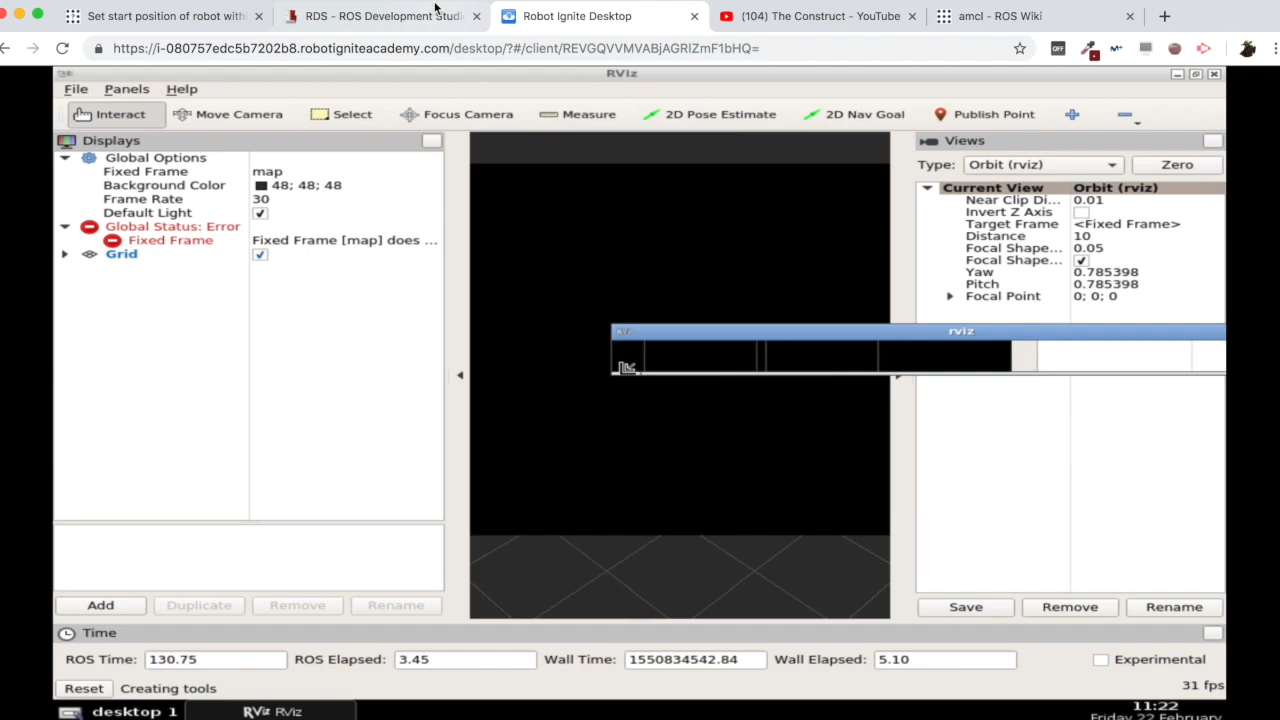 Set start position of robot with
RDS - ROS Development Studi
Robot Ignite Desktop
(104) The Construct - YouTube
amcl - ROS Wiki
https://i-080757edc5b7202b8.robotigniteacademy.com/desktop/?#/client/REVGQVVMVABjAGRlZmF1bHQ=
OFF
RViz
File Panels Help
Interact Move Camera Select Focus Camera Measure 2D Pose Estimate 2D Nav Goal Publish Point
Displays
Global Options
Fixed Frame map
Background Color 48; 48; 48
Frame Rate 30
Default Light
Global Status: Error
Fixed Frame Fixed Frame [map] does ...
Grid
Add Duplicate Remove Rename
Views
Type: Orbit (rviz) Zero
Current View Orbit (rviz)
Near Clip Di... 0.01
Invert Z Axis
Target Frame <Fixed Frame>
Distance 10
Focal Shape... 0.05
Focal Shape...
Yaw 0.785398
Pitch 0.785398
Focal Point 0; 0; 0
rviz
Save Remove Rename
Time
ROS Time: 130.75 ROS Elapsed: 3.45 Wall Time: 1550834542.84 Wall Elapsed: 5.10 Experimental
Reset Creating tools 31 fps
desktop 1 RViz RViz
11:22
Friday 22 February